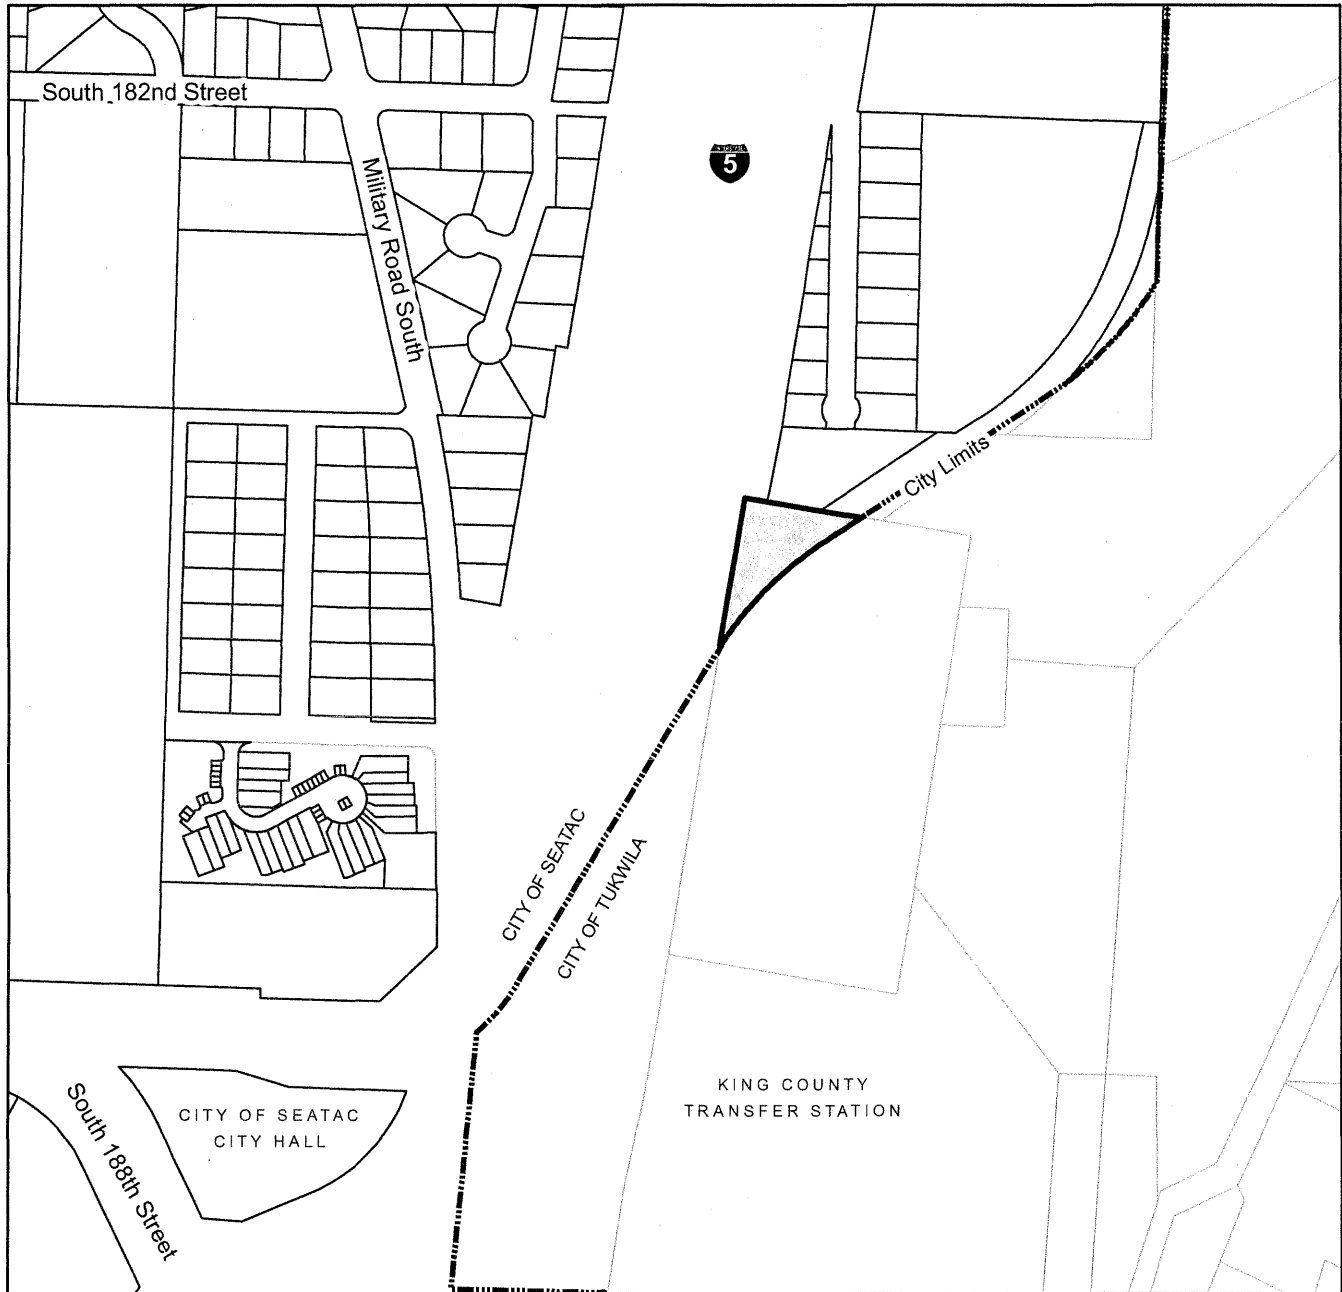 South 182nd Street
5
Military Road South
City Limits
CITY OF SEATAC
CITY OF TUKWILA
KING COUNTY
TRANSFER STATION
CITY OF SEATAC
CITY HALL
South 188th Street